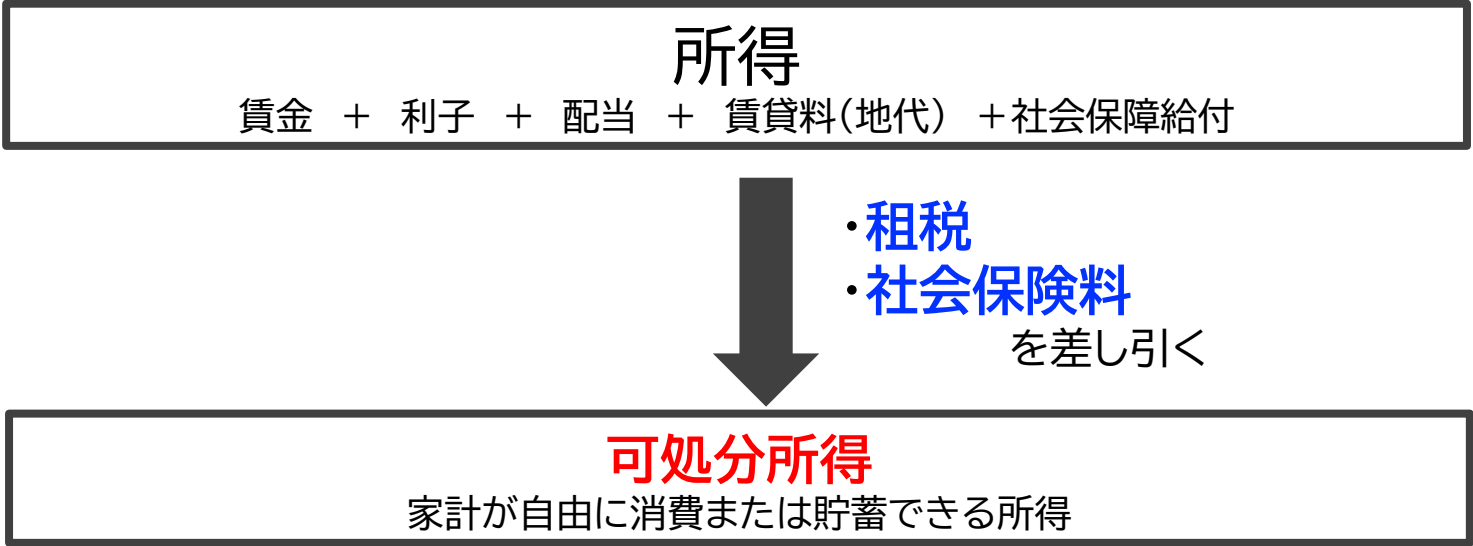 所得
賃金 + 利子 + 配当 + 賃貸料(地代) +社会保障給付
・租税
・社会保険料
を差し引く
可処分所得
家計が自由に消費または貯蓄できる所得